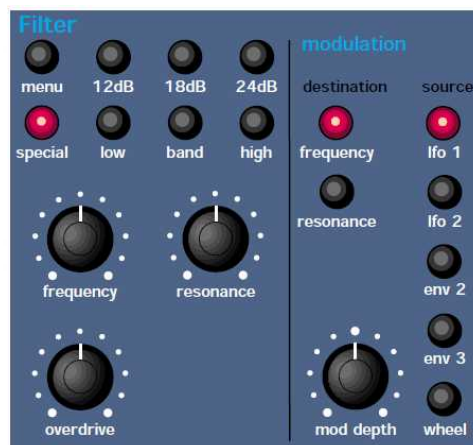 Filter
menu 12dB 18dB 24dB
special low band high
frequency resonance
overdrive
modulation
destination source
frequency lfo 1
resonance lfo 2
env 2
env 3
mod depth wheel